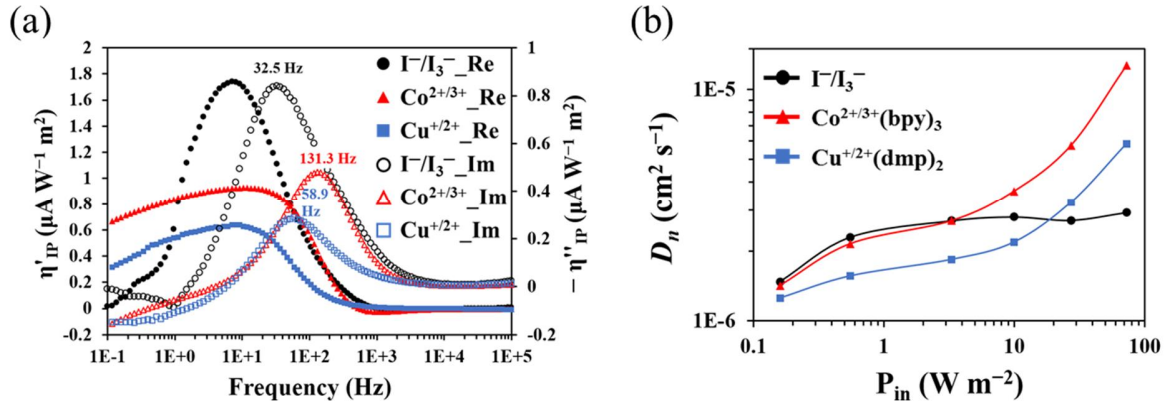 (a)
η'IP (µA W⁻¹ m²)
2
1.8
1.6
1.4
1.2
1
0.8
0.6
0.4
0.2
0
-0.2
1E-1 1E+0 1E+1 1E+2 1E+3 1E+4 1E+5
Frequency (Hz)
1
0.8
0.6
0.4
0.2
0
-0.2
− η''IP (µA W⁻¹ m²)
32.5 Hz
131.3 Hz
58.9
Hz
I⁻/I₃⁻_Re
Co²⁺/³⁺_Re
Cu⁺/²⁺_Re
I⁻/I₃⁻_Im
Co²⁺/³⁺_Im
Cu⁺/²⁺_Im
(b)
Dₙ (cm² s⁻¹)
1E-5
1E-6
0.1 1 10 100
Pᵢₙ (W m⁻²)
I⁻/I₃⁻
Co²⁺/³⁺(bpy)₃
Cu⁺/²⁺(dmp)₂